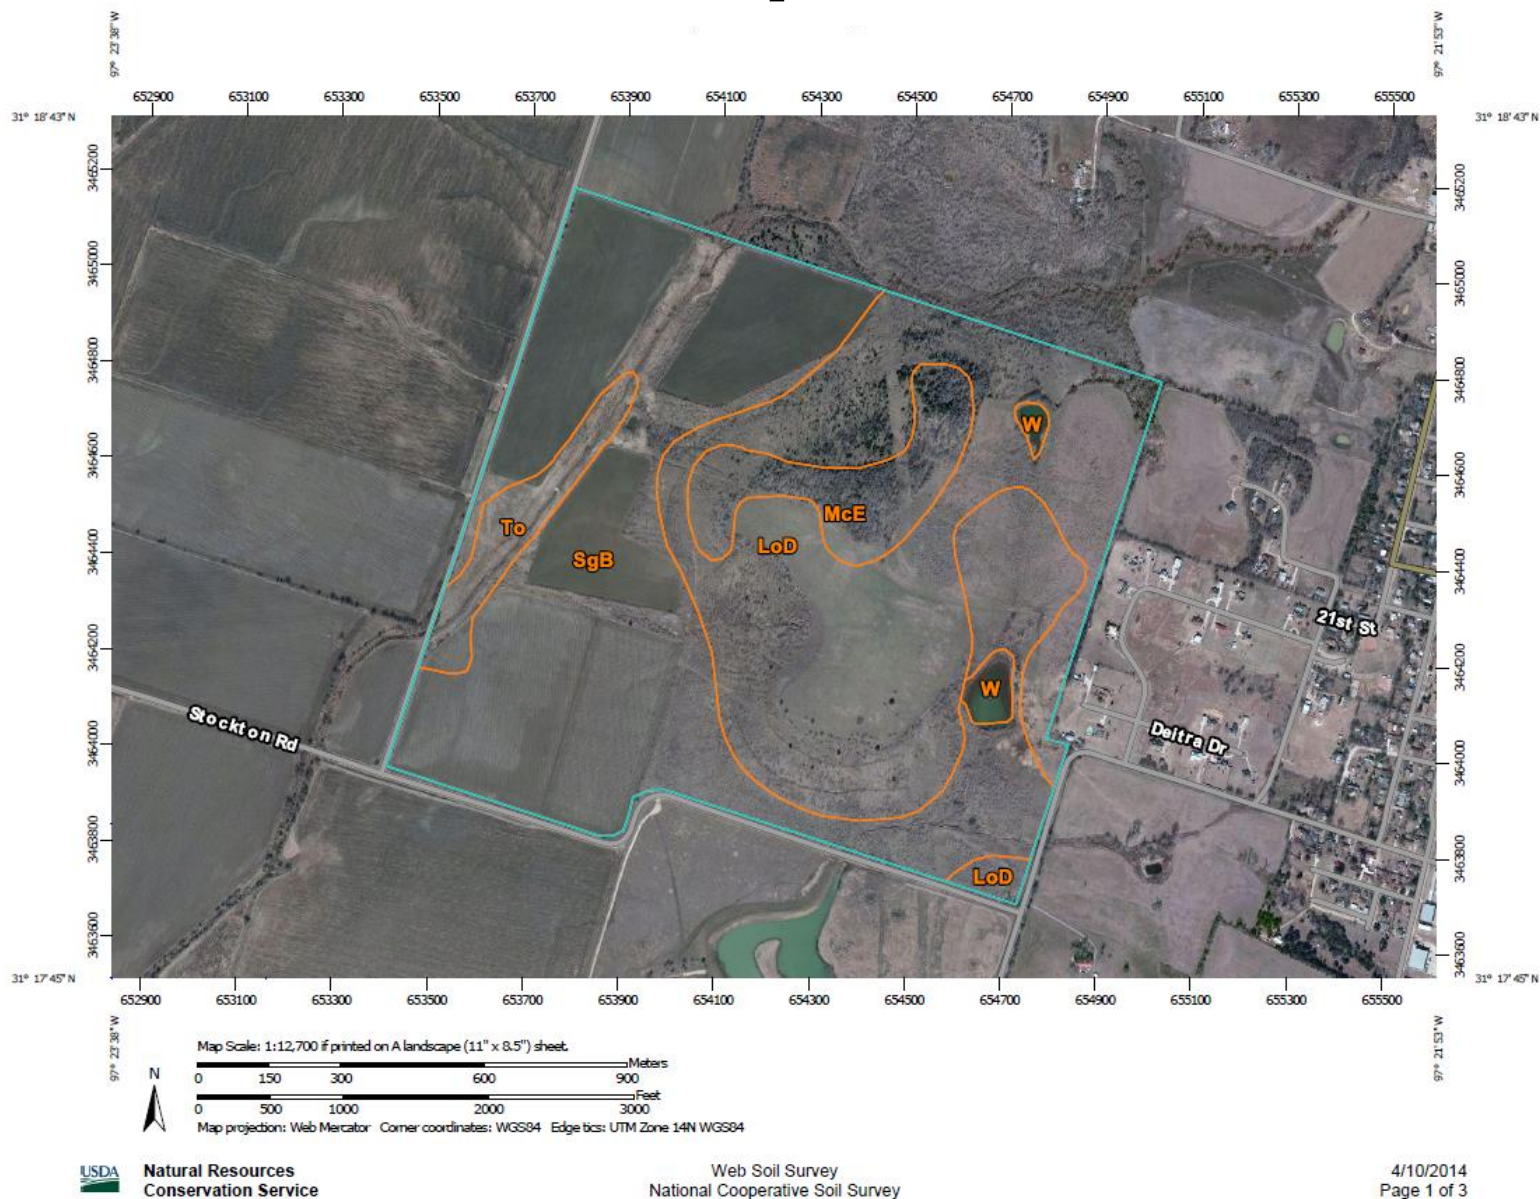 97° 23' 38" W
97° 21' 53" W
652900 653100 653300 653500 653700 653900 654100 654300 654500 654700 654900 655100 655300 655500
31° 18' 43" N
31° 18' 43" N
3465200
3465000
3464800
3464600
3464400
3464200
3464000
3463800
3463600
3465200
3465000
3464800
3464600
3464400
3464200
3464000
3463800
3463600
W
To
McE
SgB
LoD
21st St
W
Stockton Rd
Deitra Dr
LoD
31° 17' 45" N
31° 17' 45" N
652900 653100 653300 653500 653700 653900 654100 654300 654500 654700 654900 655100 655300 655500
97° 23' 38" W
97° 21' 53" W
Map Scale: 1:12,700 if printed on A landscape (11" x 8.5") sheet.
Meters
0 150 300 600 900
Feet
0 500 1000 2000 3000
N
Map projection: Web Mercator Corner coordinates: WGS84 Edge tics: UTM Zone 14N WGS84
USDA
Natural Resources
Conservation Service
Web Soil Survey
National Cooperative Soil Survey
4/10/2014
Page 1 of 3